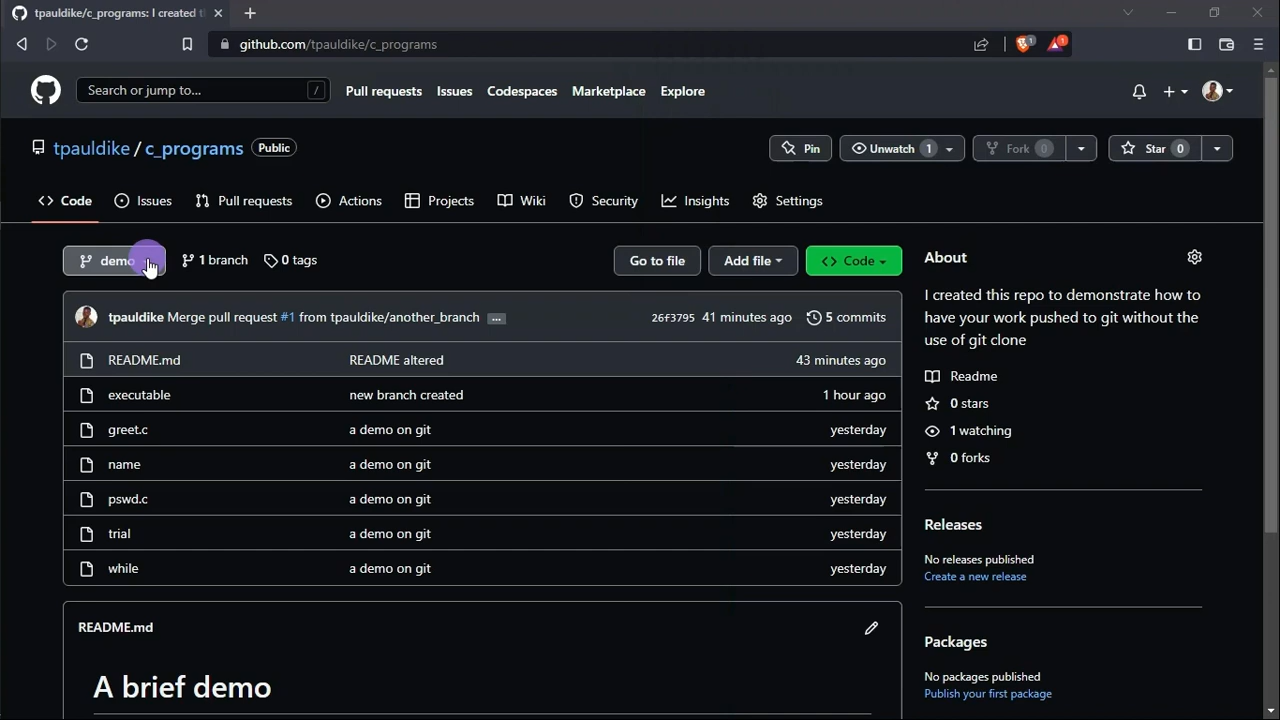 tpauldike/c_programs: I created t
github.com/tpauldike/c_programs
1 1
Search or jump to... /
Pull requests Issues Codespaces Marketplace Explore
tpauldike / c_programs Public
Pin Unwatch 1 Fork 0 Star 0
Code Issues Pull requests Actions Projects Wiki Security Insights Settings
demo 1 branch 0 tags Go to file Add file Code
tpauldike Merge pull request #1 from tpauldike/another_branch ... 26f3795 41 minutes ago 5 commits
README.md README altered 43 minutes ago
executable new branch created 1 hour ago
greet.c a demo on git yesterday
name a demo on git yesterday
pswd.c a demo on git yesterday
trial a demo on git yesterday
while a demo on git yesterday
README.md
A brief demo
About
I created this repo to demonstrate how to
have your work pushed to git without the
use of git clone
Readme
0 stars
1 watching
0 forks
Releases
No releases published
Create a new release
Packages
No packages published
Publish your first package